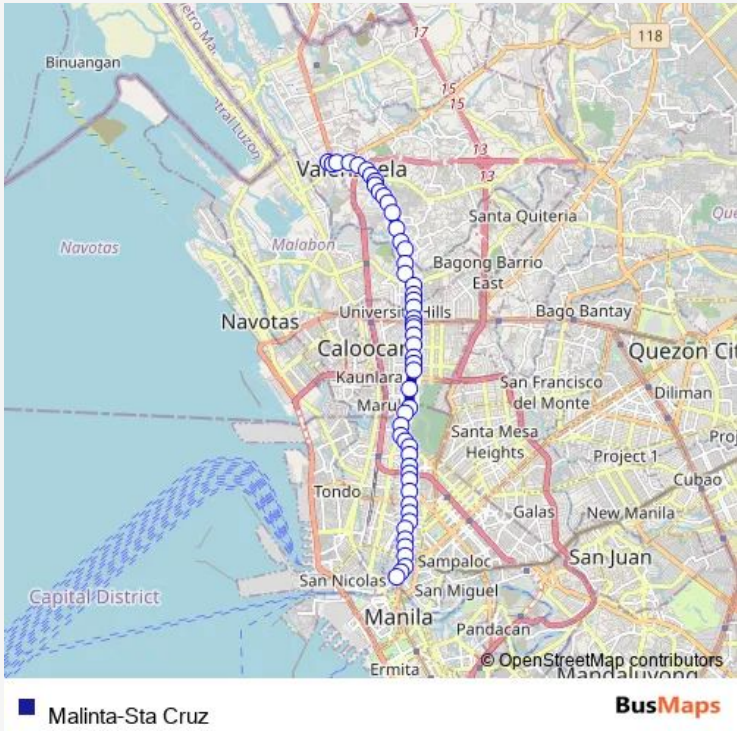 118
17
Binuangan
15
15
13
Valenzuela
13
Santa Quiteria
Navotas
Malabon
Bagong Barrio
East
University Hills
Bago Bantay
Navotas
Caloocan
Quezon Cit
Kaunlara
San Francisco
del Monte
Diliman
Marul
Santa Mesa
Heights
Proj
Project 1
Cubao
Tondo
Galas
New Manila
Sampaloc
San Juan
San Nicolas
San Miguel
Capital District
Manila
Pandacan
© OpenStreetMap contributors
Ermita
Mandaluyong
Malinta-Sta Cruz
BusMaps